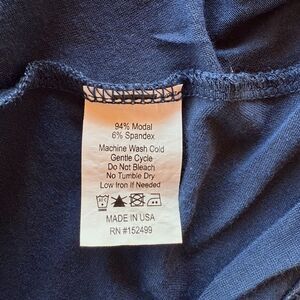 94% Modal
6% Spandex
Machine Wash Cold
Gentle Cycle
Do Not Bleach
No Tumble Dry
Low Iron If Needed
MADE IN USA
RN #152499